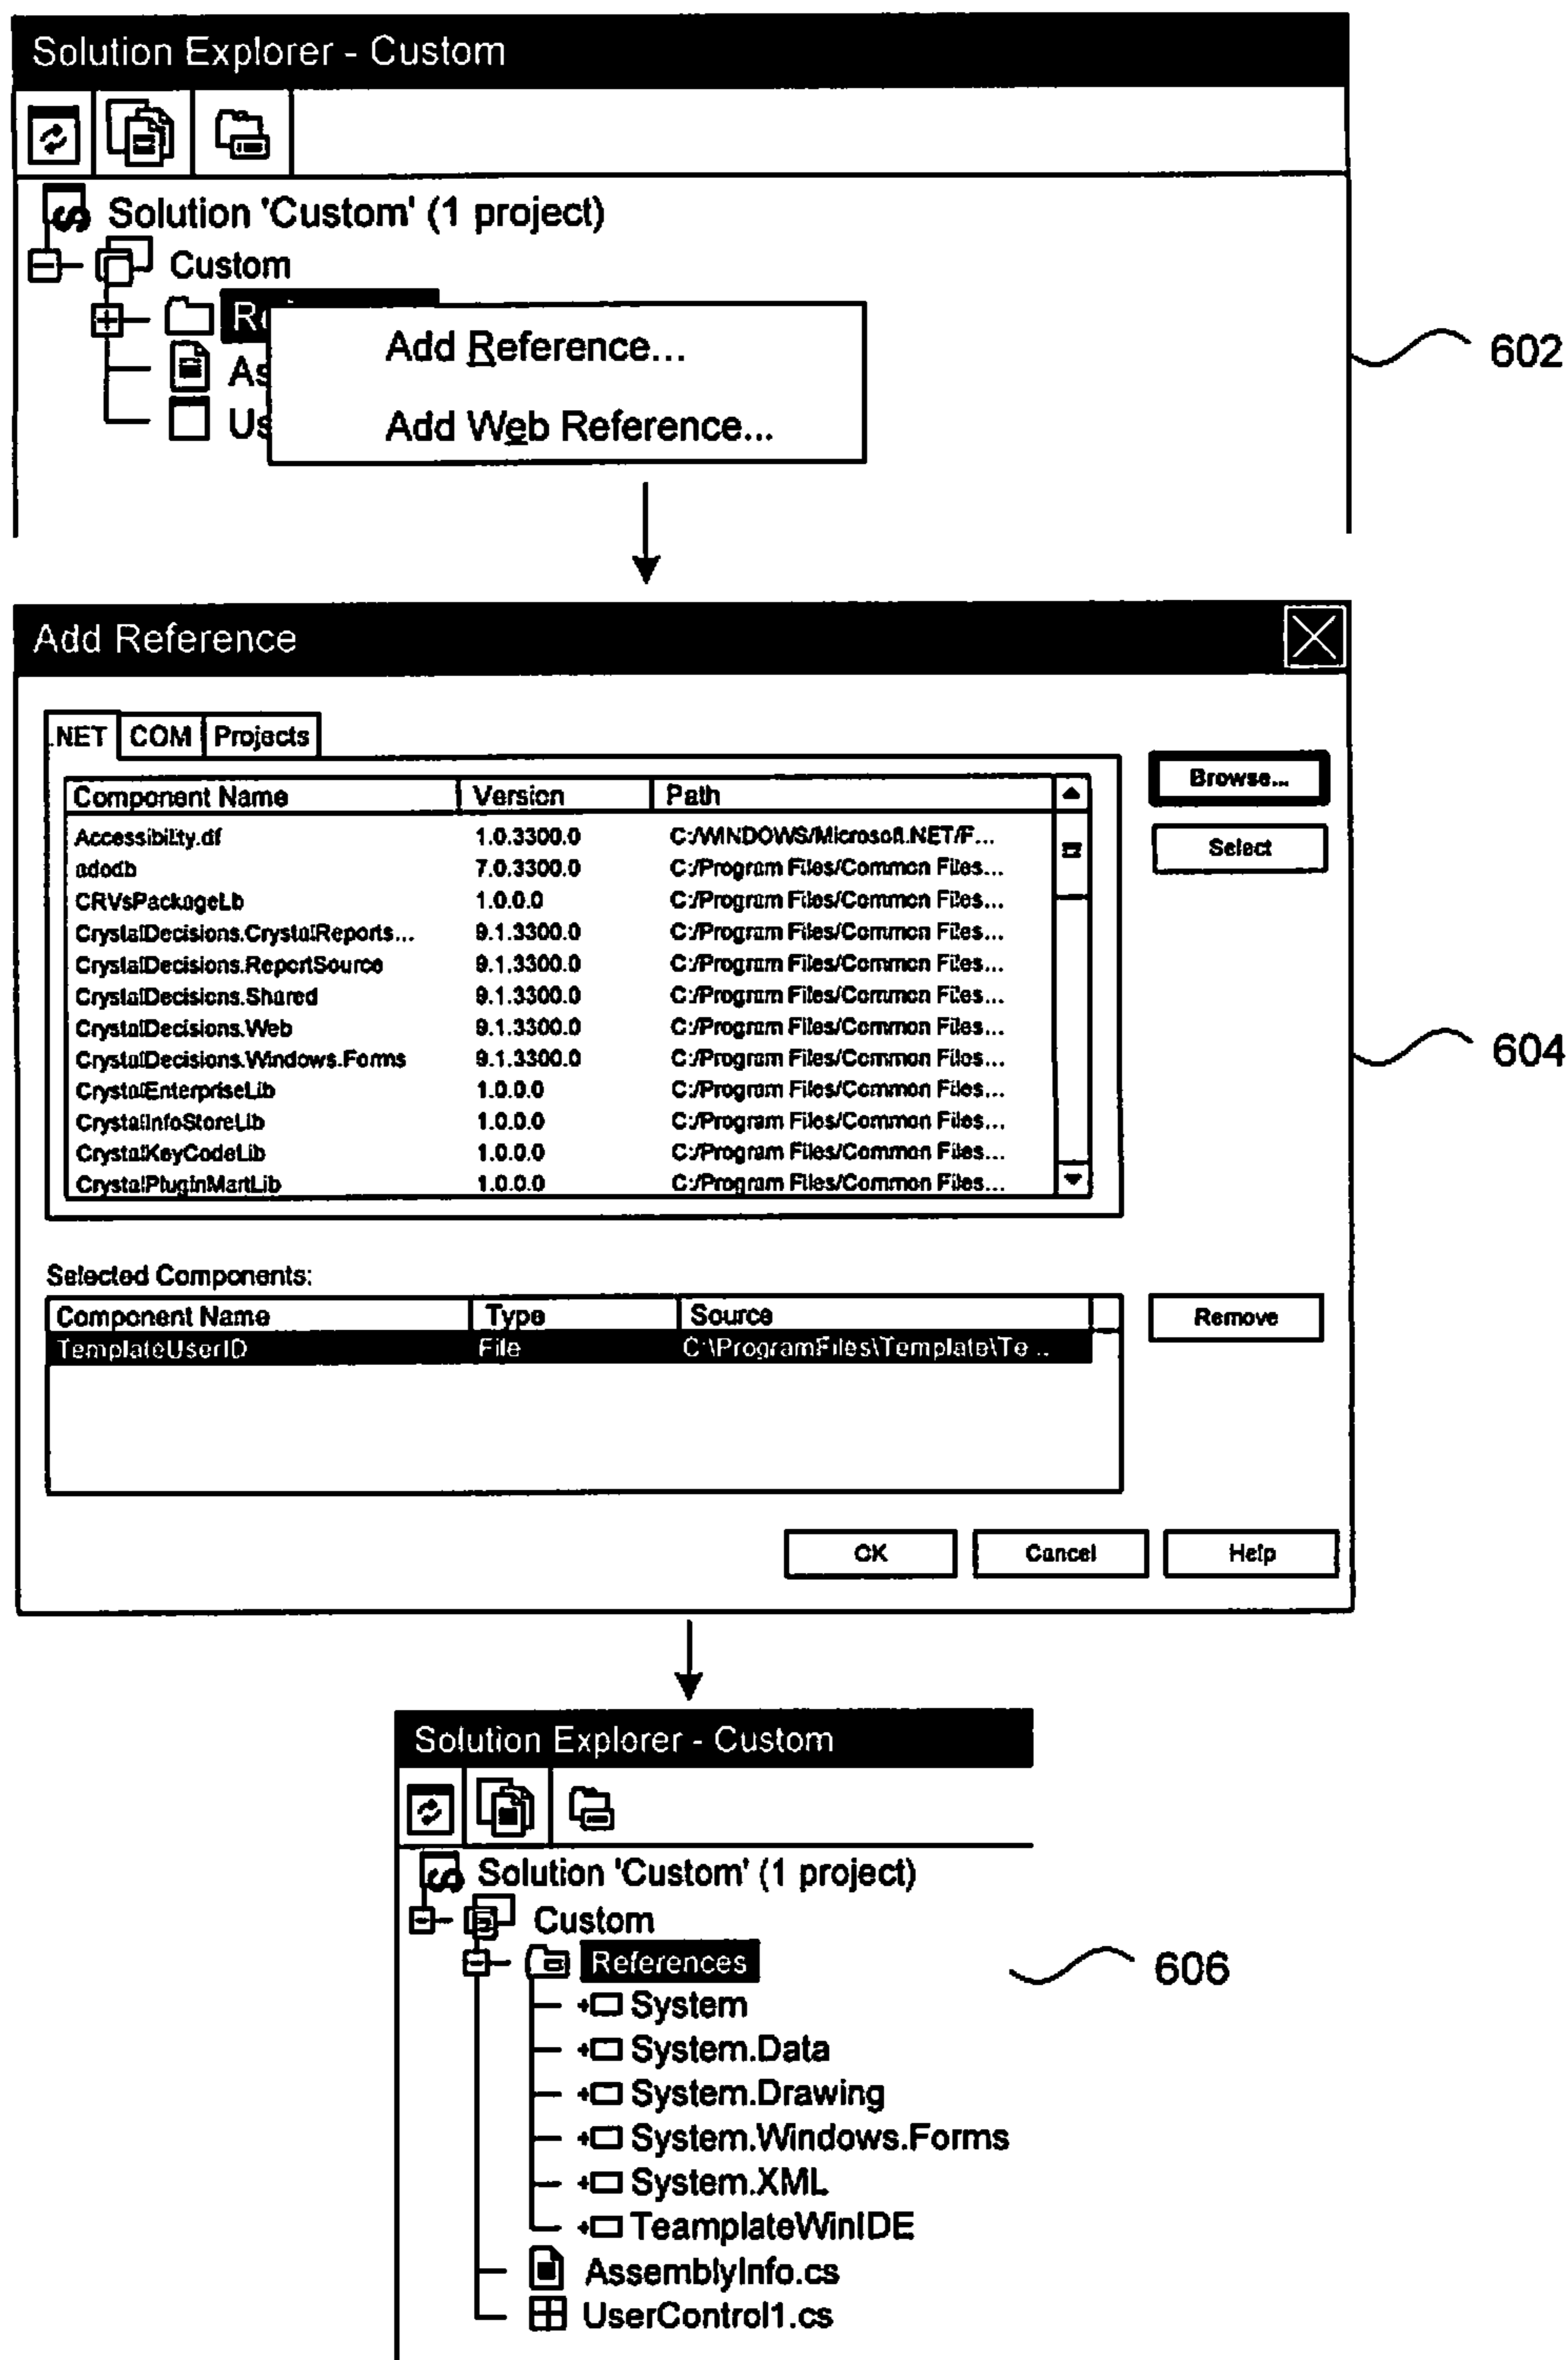 Solution Explorer - Custom
Solution 'Custom' (1 project)
Custom
Re
As
Us
Add Reference...
Add Web Reference...
602
Add Reference
.NET COM Projects
Component Name Version Path
Browse...
Accessibility.df 1.0.3300.0 C:/WINDOWS/Microsoft.NET/F...
Select
adodb 7.0.3300.0 C:/Program Files/Common Files...
CRVsPackageLb 1.0.0.0 C:/Program Files/Common Files...
CrystalDecisions.CrystalReports... 9.1.3300.0 C:/Program Files/Common Files...
CrystalDecisions.ReportSource 9.1.3300.0 C:/Program Files/Common Files...
CrystalDecisions.Shared 9.1.3300.0 C:/Program Files/Common Files...
CrystalDecisions.Web 9.1.3300.0 C:/Program Files/Common Files...
CrystalDecisions.Windows.Forms 9.1.3300.0 C:/Program Files/Common Files...
604
CrystalEnterpriseLib 1.0.0.0 C:/Program Files/Common Files...
CrystalInfoStoreLib 1.0.0.0 C:/Program Files/Common Files...
CrystalKeyCodeLib 1.0.0.0 C:/Program Files/Common Files...
CrystalPluginMartLib 1.0.0.0 C:/Program Files/Common Files...
Selected Components:
Component Name Type Source
Remove
TemplateUserID File C:\ProgramFiles\Template\Te...
OK Cancel Help
Solution Explorer - Custom
Solution 'Custom' (1 project)
Custom
References
606
System
System.Data
System.Drawing
System.Windows.Forms
System.XML
TeamplateWinIDE
AssemblyInfo.cs
UserControl1.cs